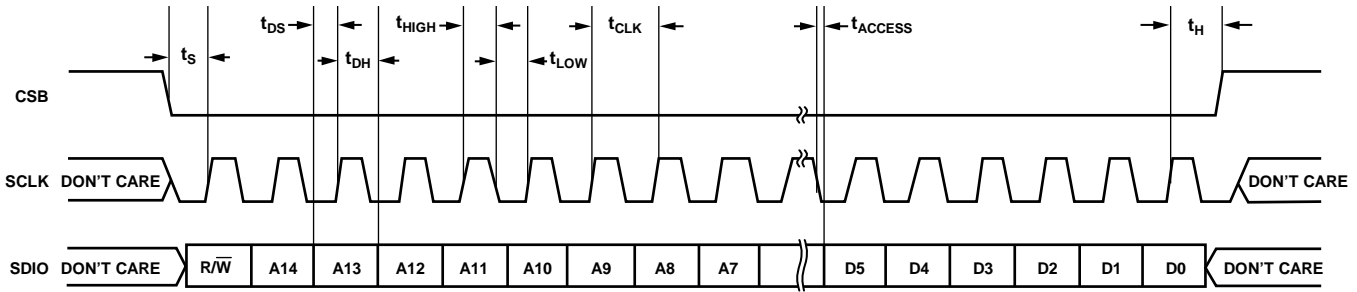 tDS tHIGH tCLK tACCESS tH
tS tDH tLOW
CSB
SCLK DON'T CARE DON'T CARE
SDIO DON'T CARE R/W̅ A14 A13 A12 A11 A10 A9 A8 A7 D5 D4 D3 D2 D1 D0 DON'T CARE